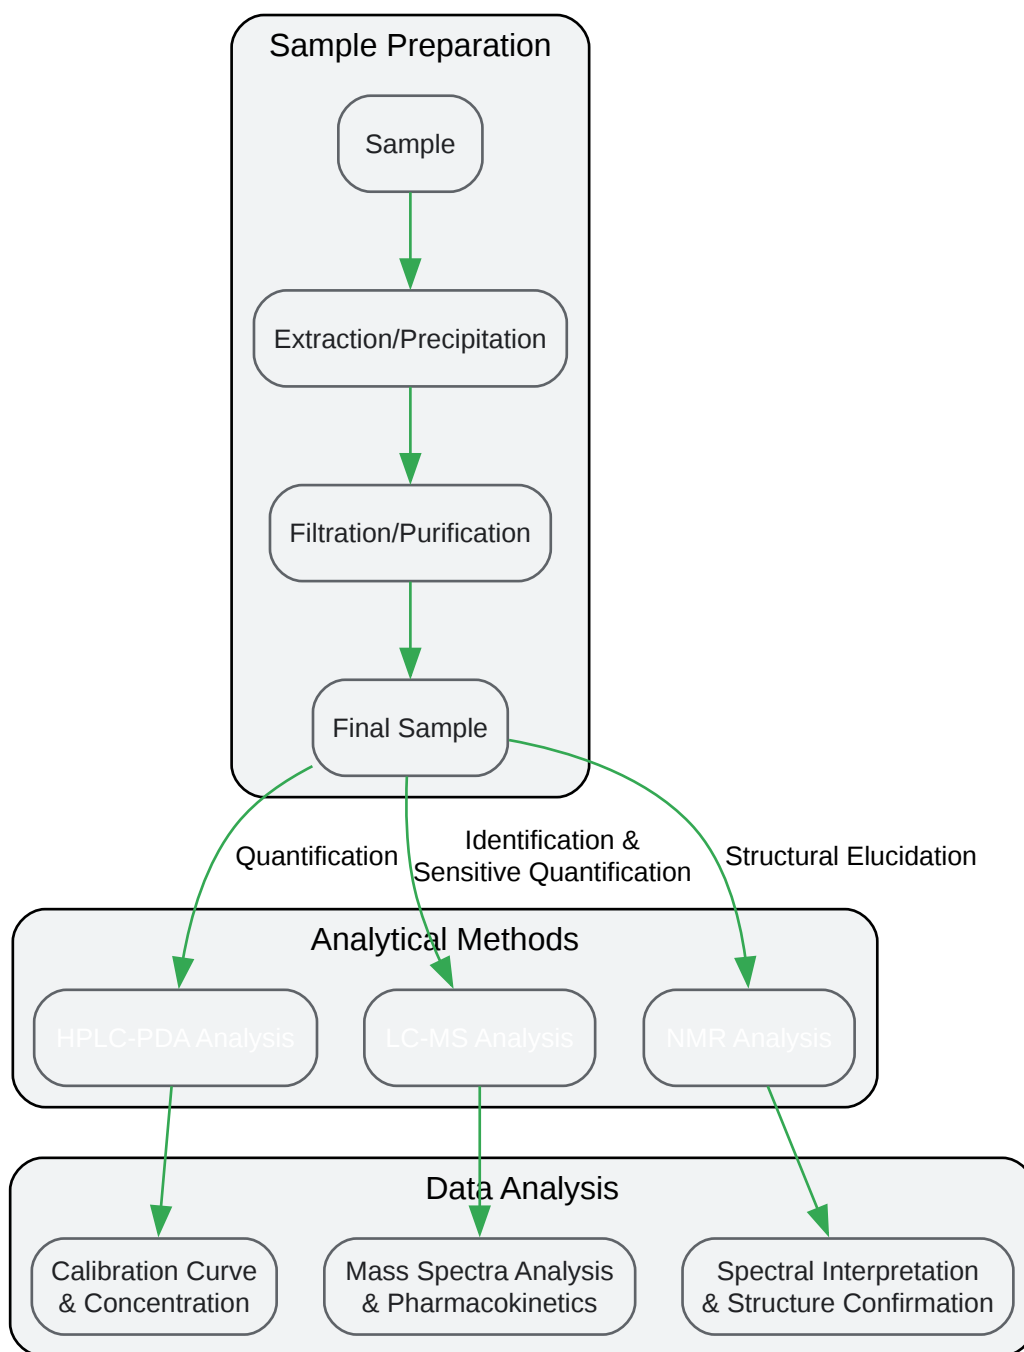 Sample Preparation
Sample
Extraction/Precipitation
Filtration/Purification
Final Sample
Quantification
Identification &
Sensitive Quantification
Structural Elucidation
Analytical Methods
HPLC-PDA Analysis
LC-MS Analysis
NMR Analysis
Data Analysis
Calibration Curve
& Concentration
Mass Spectra Analysis
& Pharmacokinetics
Spectral Interpretation
& Structure Confirmation